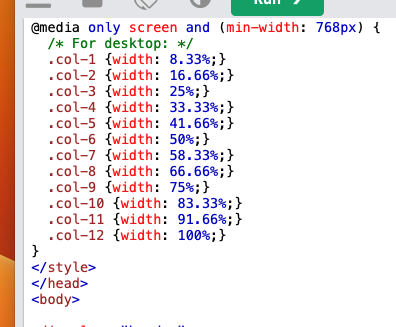 Run
@media only screen and (min-width: 768px) {
/* For desktop: */
.col-1 {width: 8.33%;}
.col-2 {width: 16.66%;}
.col-3 {width: 25%;}
.col-4 {width: 33.33%;}
.col-5 {width: 41.66%;}
.col-6 {width: 50%;}
.col-7 {width: 58.33%;}
.col-8 {width: 66.66%;}
.col-9 {width: 75%;}
.col-10 {width: 83.33%;}
.col-11 {width: 91.66%;}
.col-12 {width: 100%;}
}
</style>
</head>
<body>